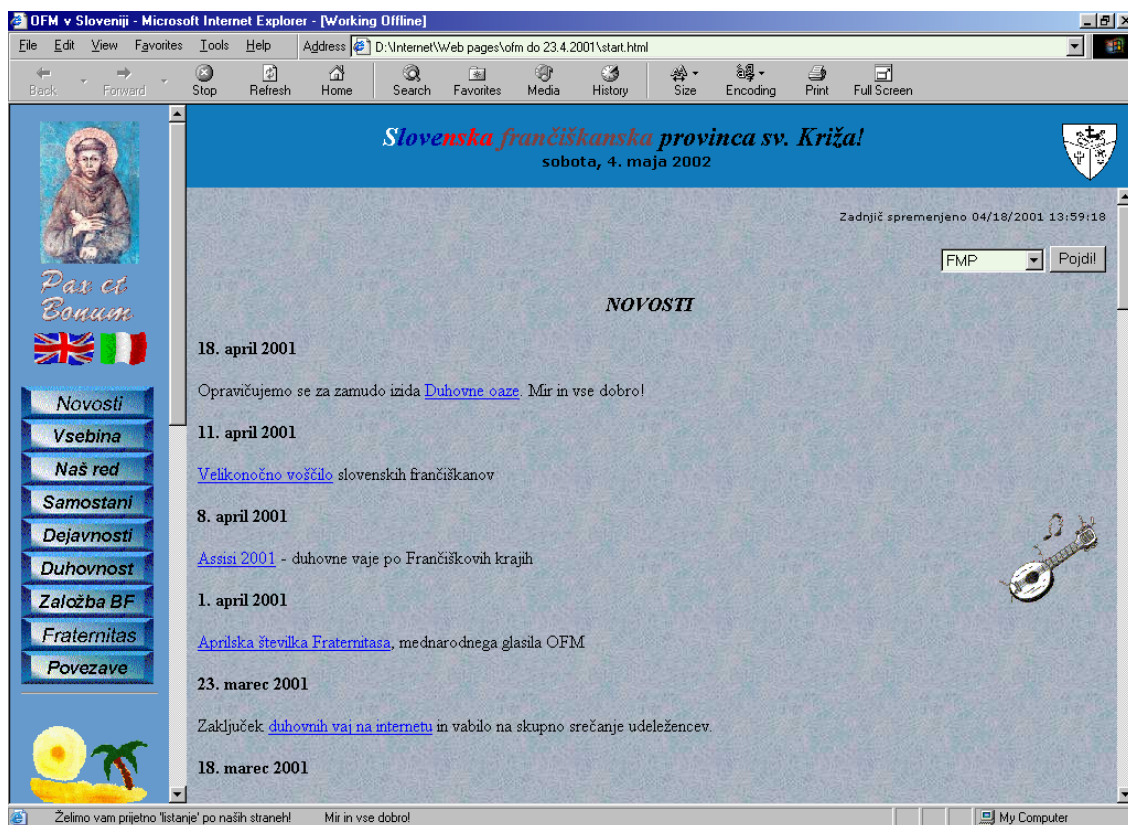 OFM v Sloveniji - Microsoft Internet Explorer - [Working Offline]
File Edit View Favorites Tools Help Address D:\Internet\Web pages\ofm do 23.4.2001\start.html
Back Forward Stop Refresh Home Search Favorites Media History Size Encoding Print Full Screen
Slovenska frančiškanska provinca sv. Križa!
sobota, 4. maja 2002
Pax et
Bonum
Novosti
Vsebina
Naš red
Samostani
Dejavnosti
Duhovnost
Založba BF
Fraternitas
Povezave
Zadnjič spremenjeno 04/18/2001 13:59:18
FMP Pojdi!
NOVOSTI
18. april 2001
Opravičujemo se za zamudo izida Duhovne oaze. Mir in vse dobro!
11. april 2001
Velikonočno voščilo slovenskih frančiškanov
8. april 2001
Assisi 2001 - duhovne vaje po Frančiškovih krajih
1. april 2001
Aprilska številka Fraternitasa, mednarodnega glasila OFM
23. marec 2001
Zaključek duhovnih vaj na internetu in vabilo na skupno srečanje udeležencev.
18. marec 2001
Želimo vam prijetno 'listanje' po naših straneh! Mir in vse dobro! My Computer